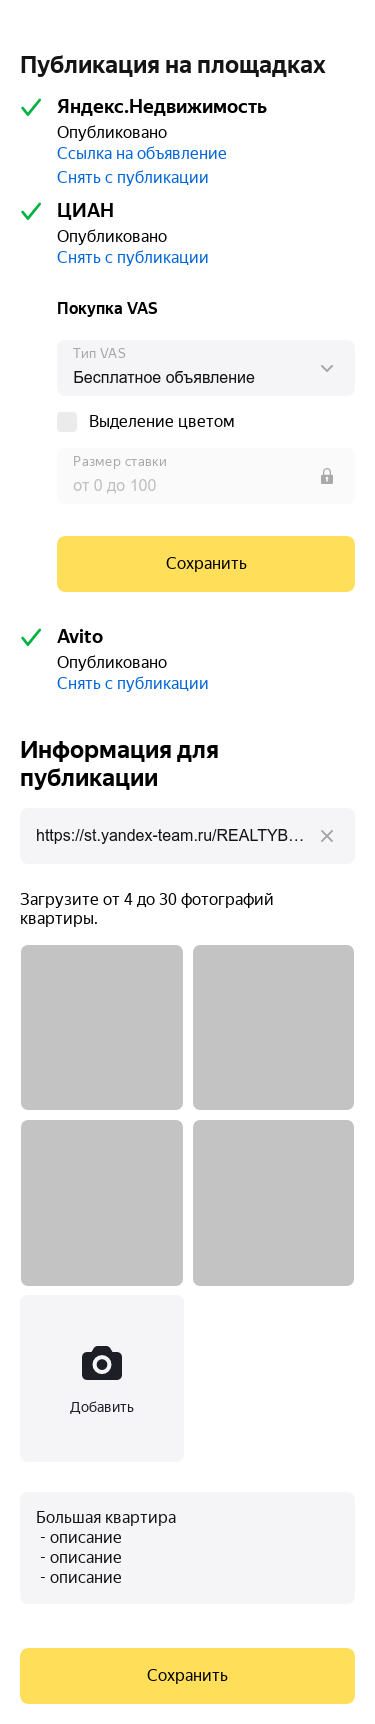 Публикация на площадках
Яндекс.Недвижимость
Опубликовано
Ссылка на объявление
Снять с публикации
ЦИАН
Опубликовано
Снять с публикации
Покупка VAS
Тип VAS
Бесплатное объявление
Выделение цветом
Размер ставки
от 0 до 100
Сохранить
Avito
Опубликовано
Снять с публикации
Информация для
публикации
https://st.yandex-team.ru/REALTYB...
Загрузите от 4 до 30 фотографий
квартиры.
Добавить
Большая квартира
- описание
- описание
- описание
Сохранить